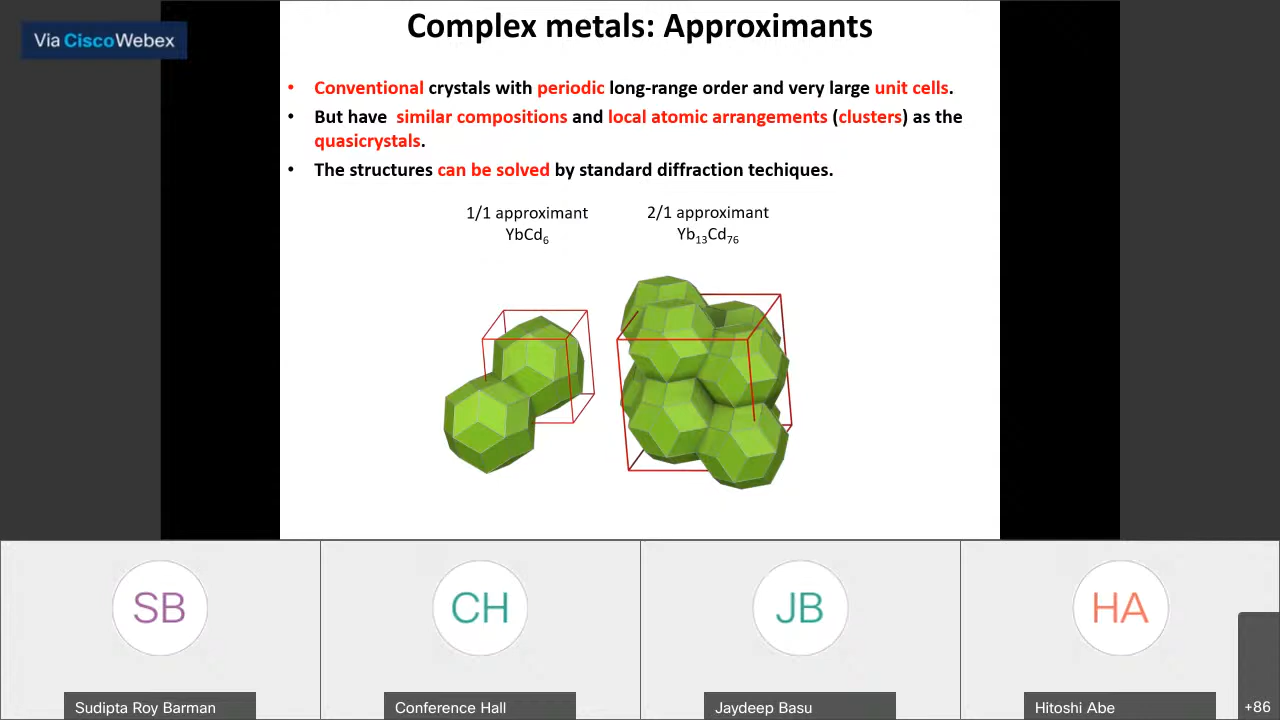 Complex metals: Approximants
Via CiscoWebex
• Conventional crystals with periodic long-range order and very large unit cells.
• But have similar compositions and local atomic arrangements (clusters) as the
quasicrystals.
• The structures can be solved by standard diffraction techiques.
1/1 approximant
YbCd6
2/1 approximant
Yb13Cd76
SB
CH
JB
HA
Sudipta Roy Barman
Conference Hall
Jaydeep Basu
Hitoshi Abe
+86